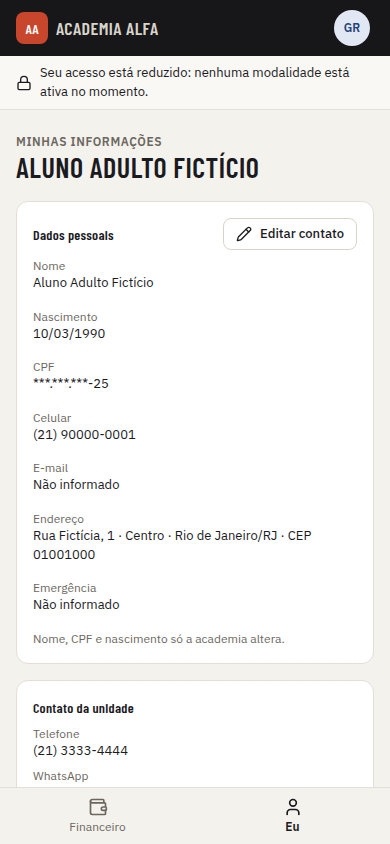 AA ACADEMIA ALFA GR
Seu acesso está reduzido: nenhuma modalidade está
ativa no momento.
MINHAS INFORMAÇÕES
ALUNO ADULTO FICTÍCIO
Dados pessoais Editar contato
Nome
Aluno Adulto Fictício
Nascimento
10/03/1990
CPF
***.***.***-25
Celular
(21) 90000-0001
E-mail
Não informado
Endereço
Rua Fictícia, 1 · Centro · Rio de Janeiro/RJ · CEP
01001000
Emergência
Não informado
Nome, CPF e nascimento só a academia altera.
Contato da unidade
Telefone
(21) 3333-4444
WhatsApp
Financeiro Eu